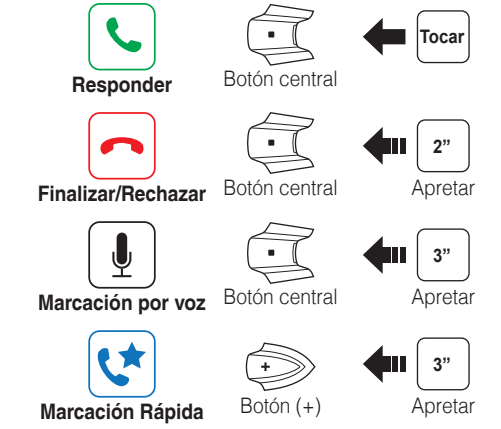 Tocar
Responder
Botón central
2”
Finalizar/Rechazar
Botón central
Apretar
3”
Marcación por voz
Botón central
Apretar
+
3”
Marcación Rápida
Botón (+)
Apretar